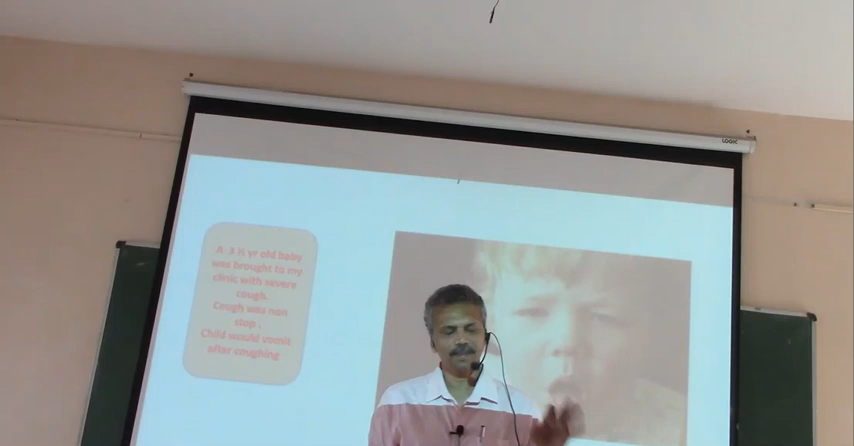 LOGIC
A 3 ½ yr old baby
was brought to my
clinic with severe
cough.
Cough was non
stop .
Child would vomit
after coughing